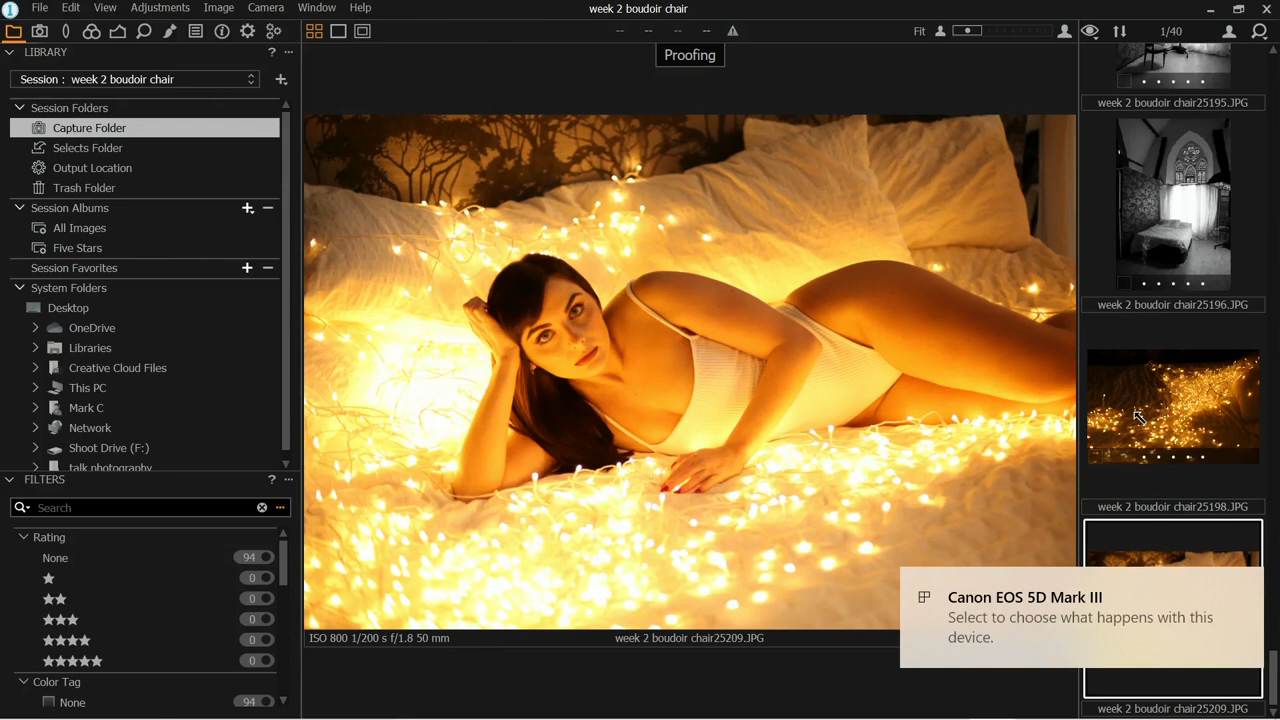 File Edit View Adjustments Image Camera Window Help
week 2 boudoir chair
Fit
1/40
LIBRARY
Proofing
Session : week 2 boudoir chair
Session Folders
Capture Folder
Selects Folder
Output Location
Trash Folder
Session Albums
All Images
Five Stars
Session Favorites
System Folders
Desktop
OneDrive
Libraries
Creative Cloud Files
This PC
Mark C
Network
Shoot Drive (F:)
talk photography
FILTERS
Search
Rating
None 94
0
0
0
0
0
Color Tag
None 94
ISO 800 1/200 s f/1.8 50 mm
week 2 boudoir chair25209.JPG
week 2 boudoir chair25195.JPG
week 2 boudoir chair25196.JPG
week 2 boudoir chair25198.JPG
Canon EOS 5D Mark III
Select to choose what happens with this
device.
week 2 boudoir chair25209.JPG